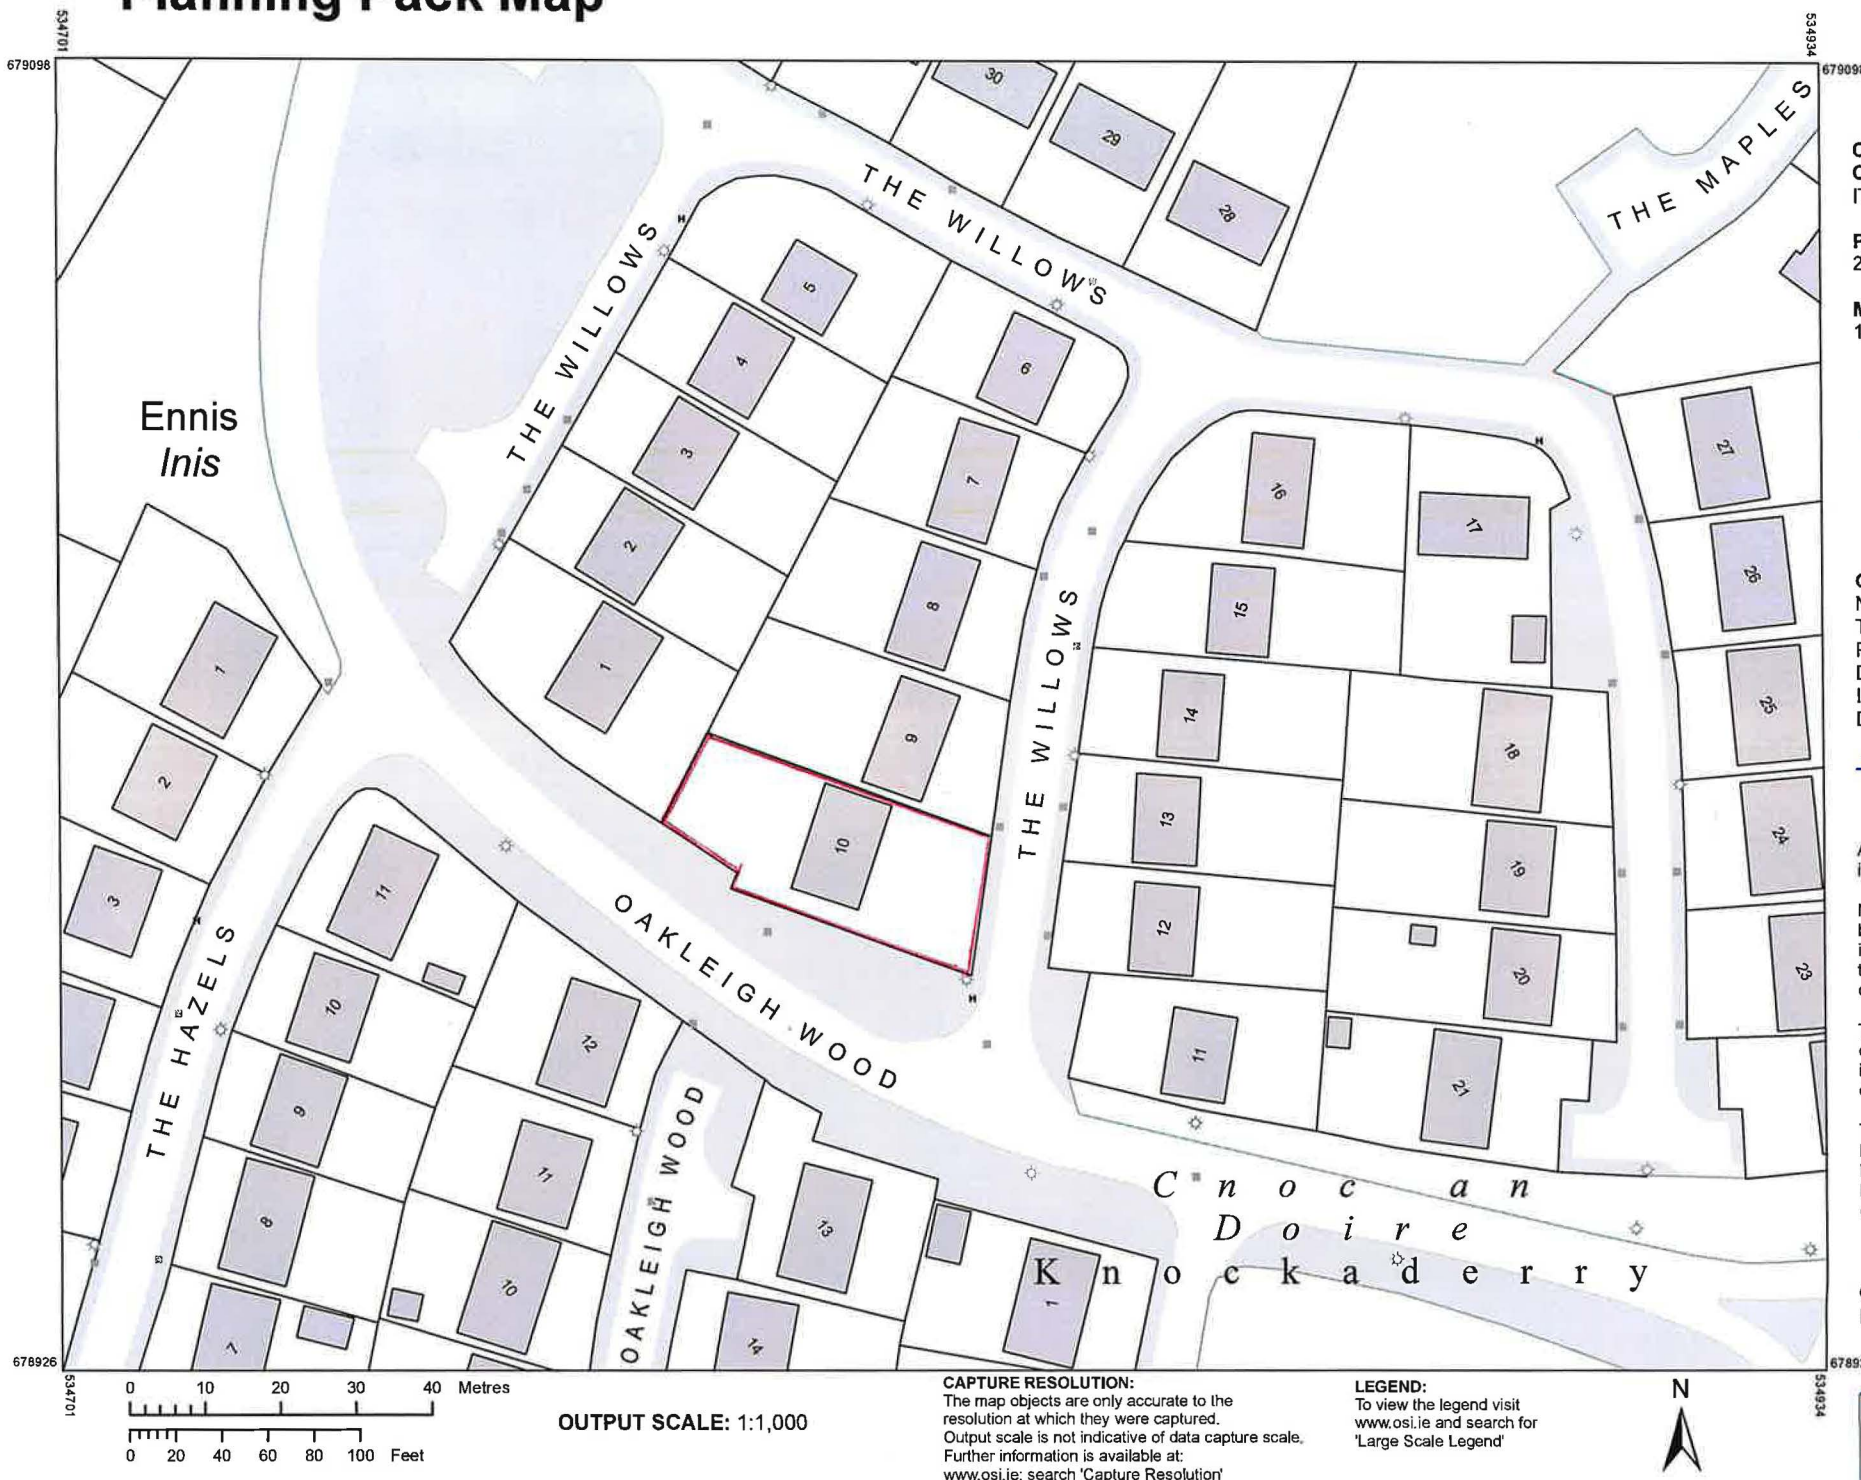 Planning Pack Map
534701
534934
679098
679098
THE MAPLES
30
29
28
THE WILLOWS
THE WILLOWS
5
4
3
2
1
6
7
8
9
10
THE WILLOWS
Ennis
Inis
16
17
15
14
13
12
11
18
19
20
21
27
26
25
24
23
1
2
3
THE HAZELS
11
10
9
8
7
12
11
10
OAKLEIGH WOOD
OAKLEIGH WOOD
13
14
1
Cnoc an
Doire
Knockaderry
678926
534701
534934
0 10 20 30 40 Metres
0 20 40 60 80 100 Feet
OUTPUT SCALE: 1:1,000
CAPTURE RESOLUTION:
The map objects are only accurate to the
resolution at which they were captured.
Output scale is not indicative of data capture scale.
Further information is available at:
www.osi.ie; search 'Capture Resolution'
LEGEND:
To view the legend visit
www.osi.ie and search for
'Large Scale Legend'
N